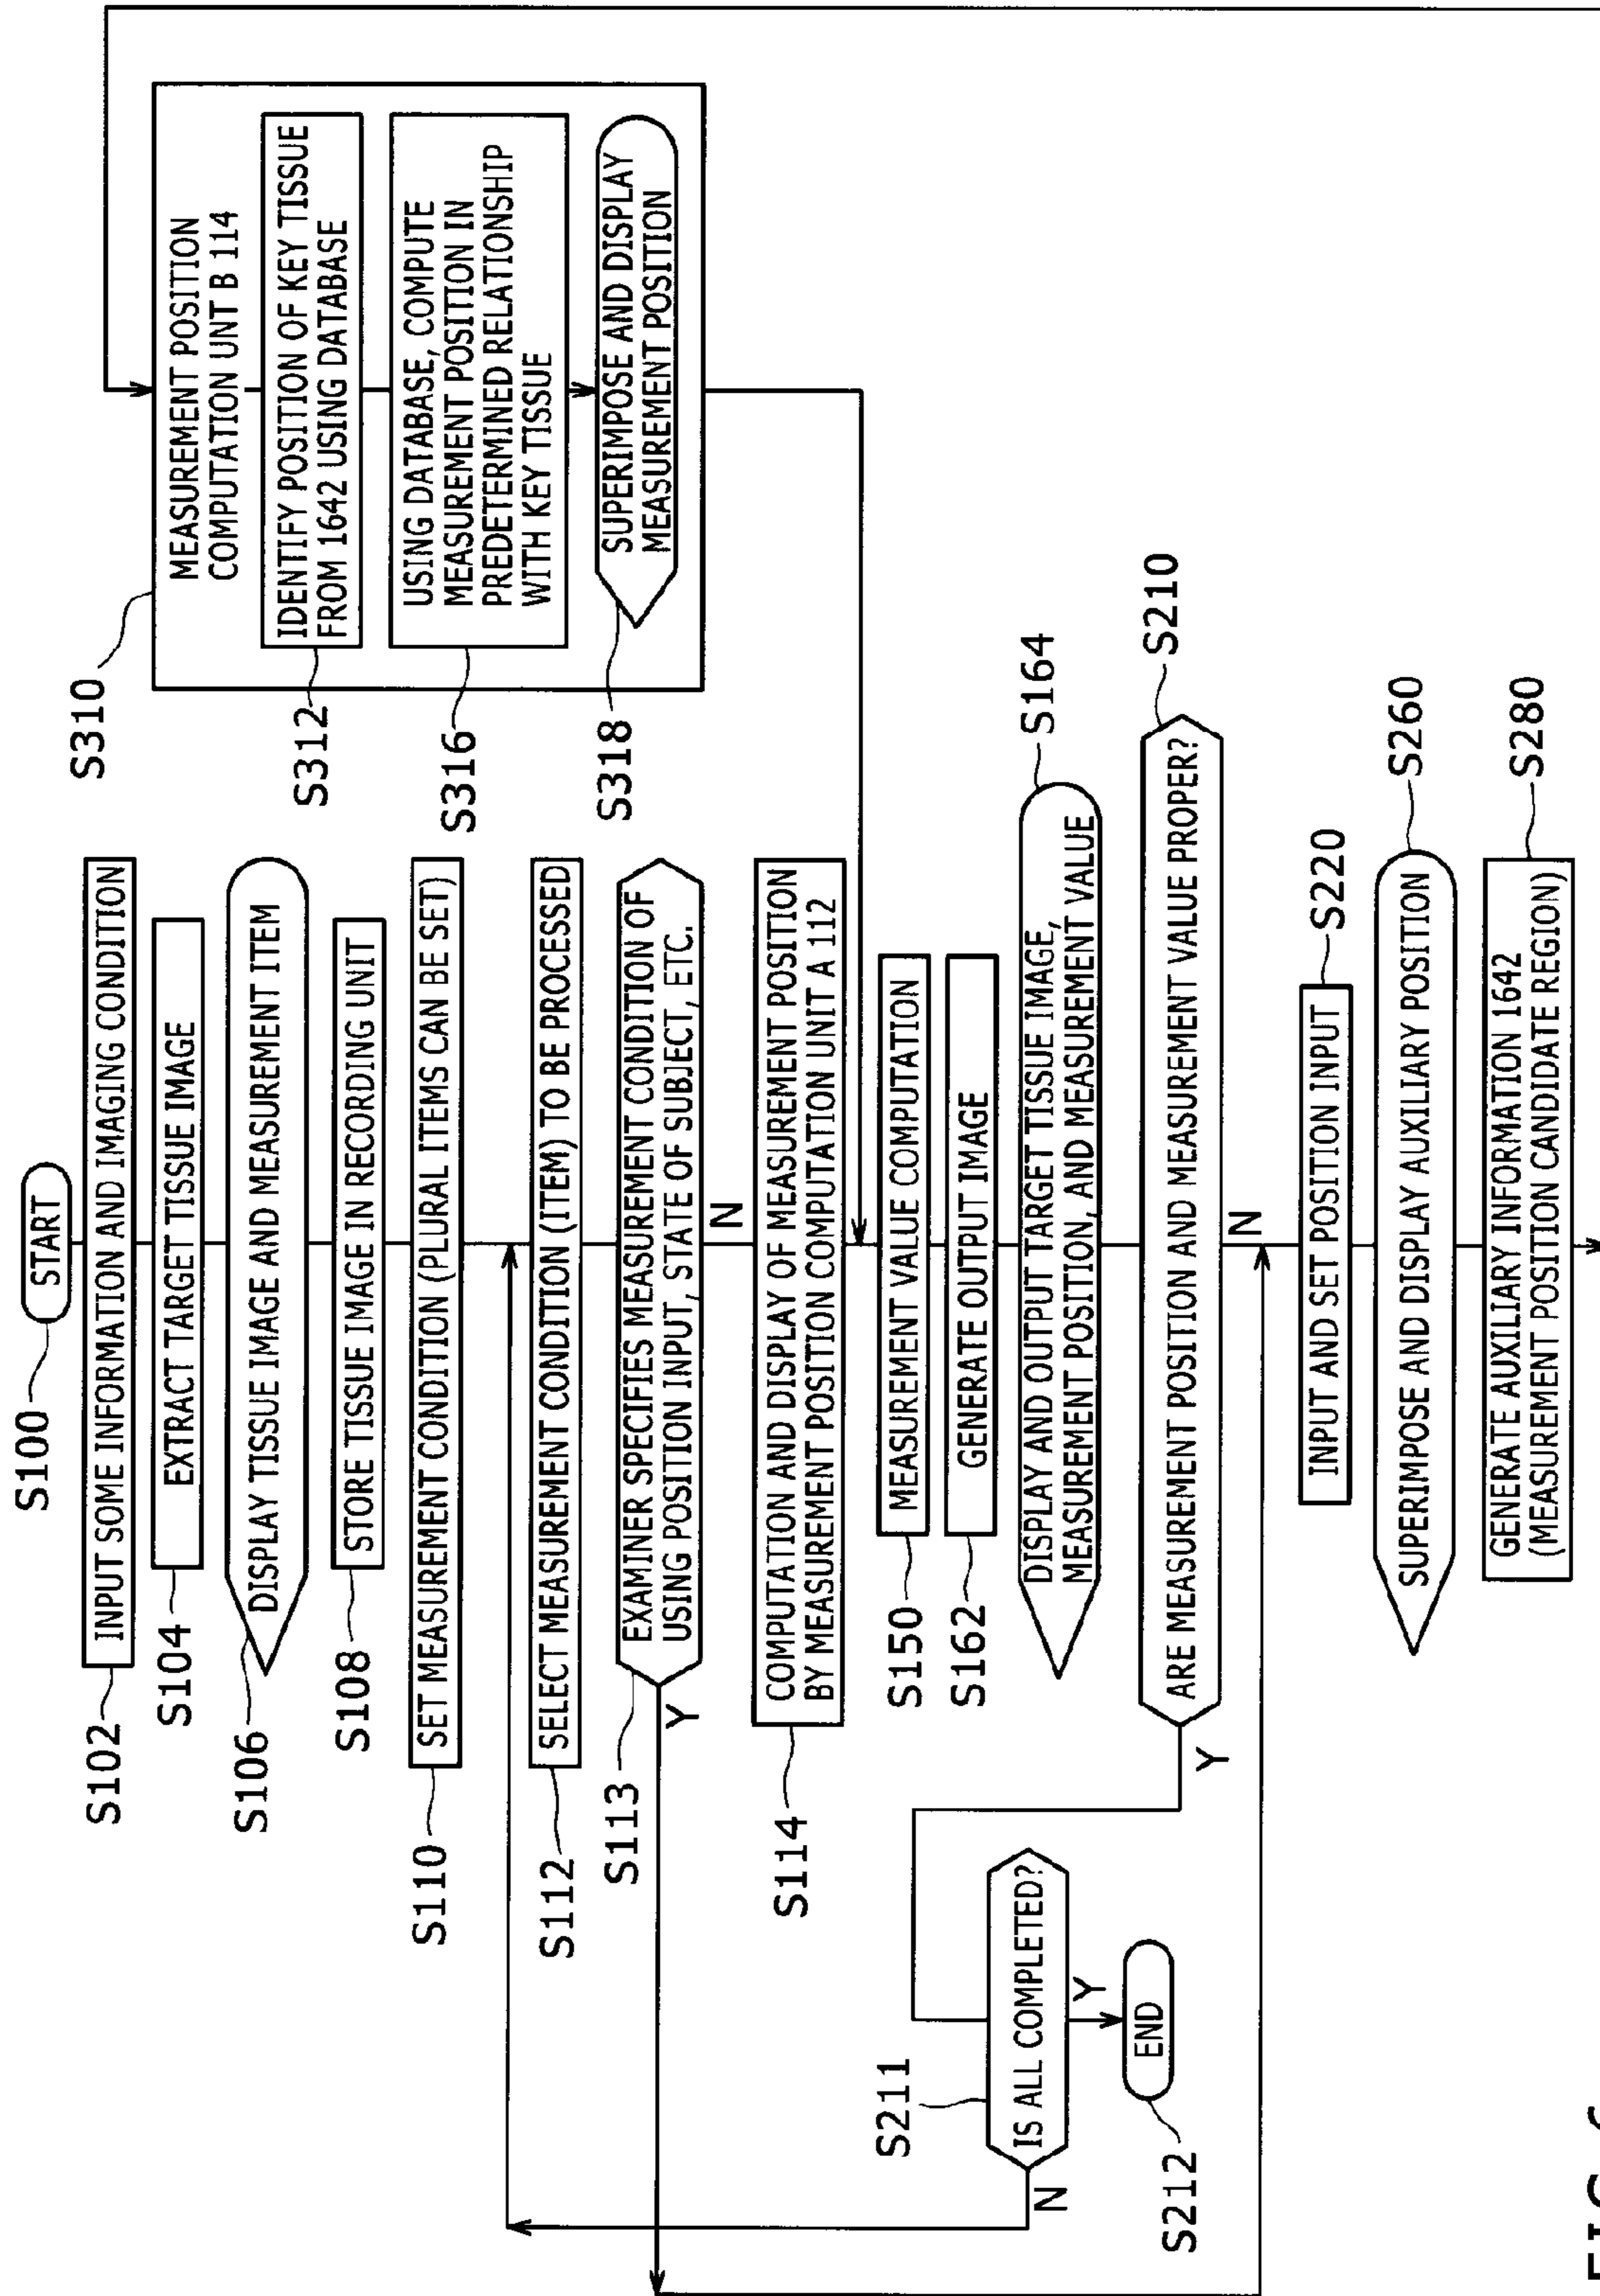 S100
START
S102
INPUT SOME INFORMATION AND IMAGING CONDITION
S104
EXTRACT TARGET TISSUE IMAGE
S106
DISPLAY TISSUE IMAGE AND MEASUREMENT ITEM
S108
STORE TISSUE IMAGE IN RECORDING UNIT
S110
SET MEASUREMENT CONDITION (PLURAL ITEMS CAN BE SET)
S112
SELECT MEASUREMENT CONDITION (ITEM) TO BE PROCESSED
S113
EXAMINER SPECIFIES MEASUREMENT CONDITION OF
USING POSITION INPUT, STATE OF SUBJECT, ETC.
Y
N
S114
COMPUTATION AND DISPLAY OF MEASUREMENT POSITION
BY MEASUREMENT POSITION COMPUTATION UNIT A 112
S150
MEASUREMENT VALUE COMPUTATION
S162
GENERATE OUTPUT IMAGE
S164
DISPLAY AND OUTPUT TARGET TISSUE IMAGE,
MEASUREMENT POSITION, AND MEASUREMENT VALUE
S210
ARE MEASUREMENT POSITION AND MEASUREMENT VALUE PROPER?
Y
N
S211
IS ALL COMPLETED?
N
Y
S212
END
S220
INPUT AND SET POSITION INPUT
S260
SUPERIMPOSE AND DISPLAY AUXILIARY POSITION
S280
GENERATE AUXILIARY INFORMATION 1642
(MEASUREMENT POSITION CANDIDATE REGION)
S310
MEASUREMENT POSITION
COMPUTATION UNT B 114
S312
IDENTIFY POSITION OF KEY TISSUE
FROM 1642 USING DATABASE
S316
USING DATABASE, COMPUTE
MEASUREMENT POSITION IN
PREDETERMINED RELATIONSHIP
WITH KEY TISSUE
S318
SUPERIMPOSE AND DISPLAY
MEASUREMENT POSITION